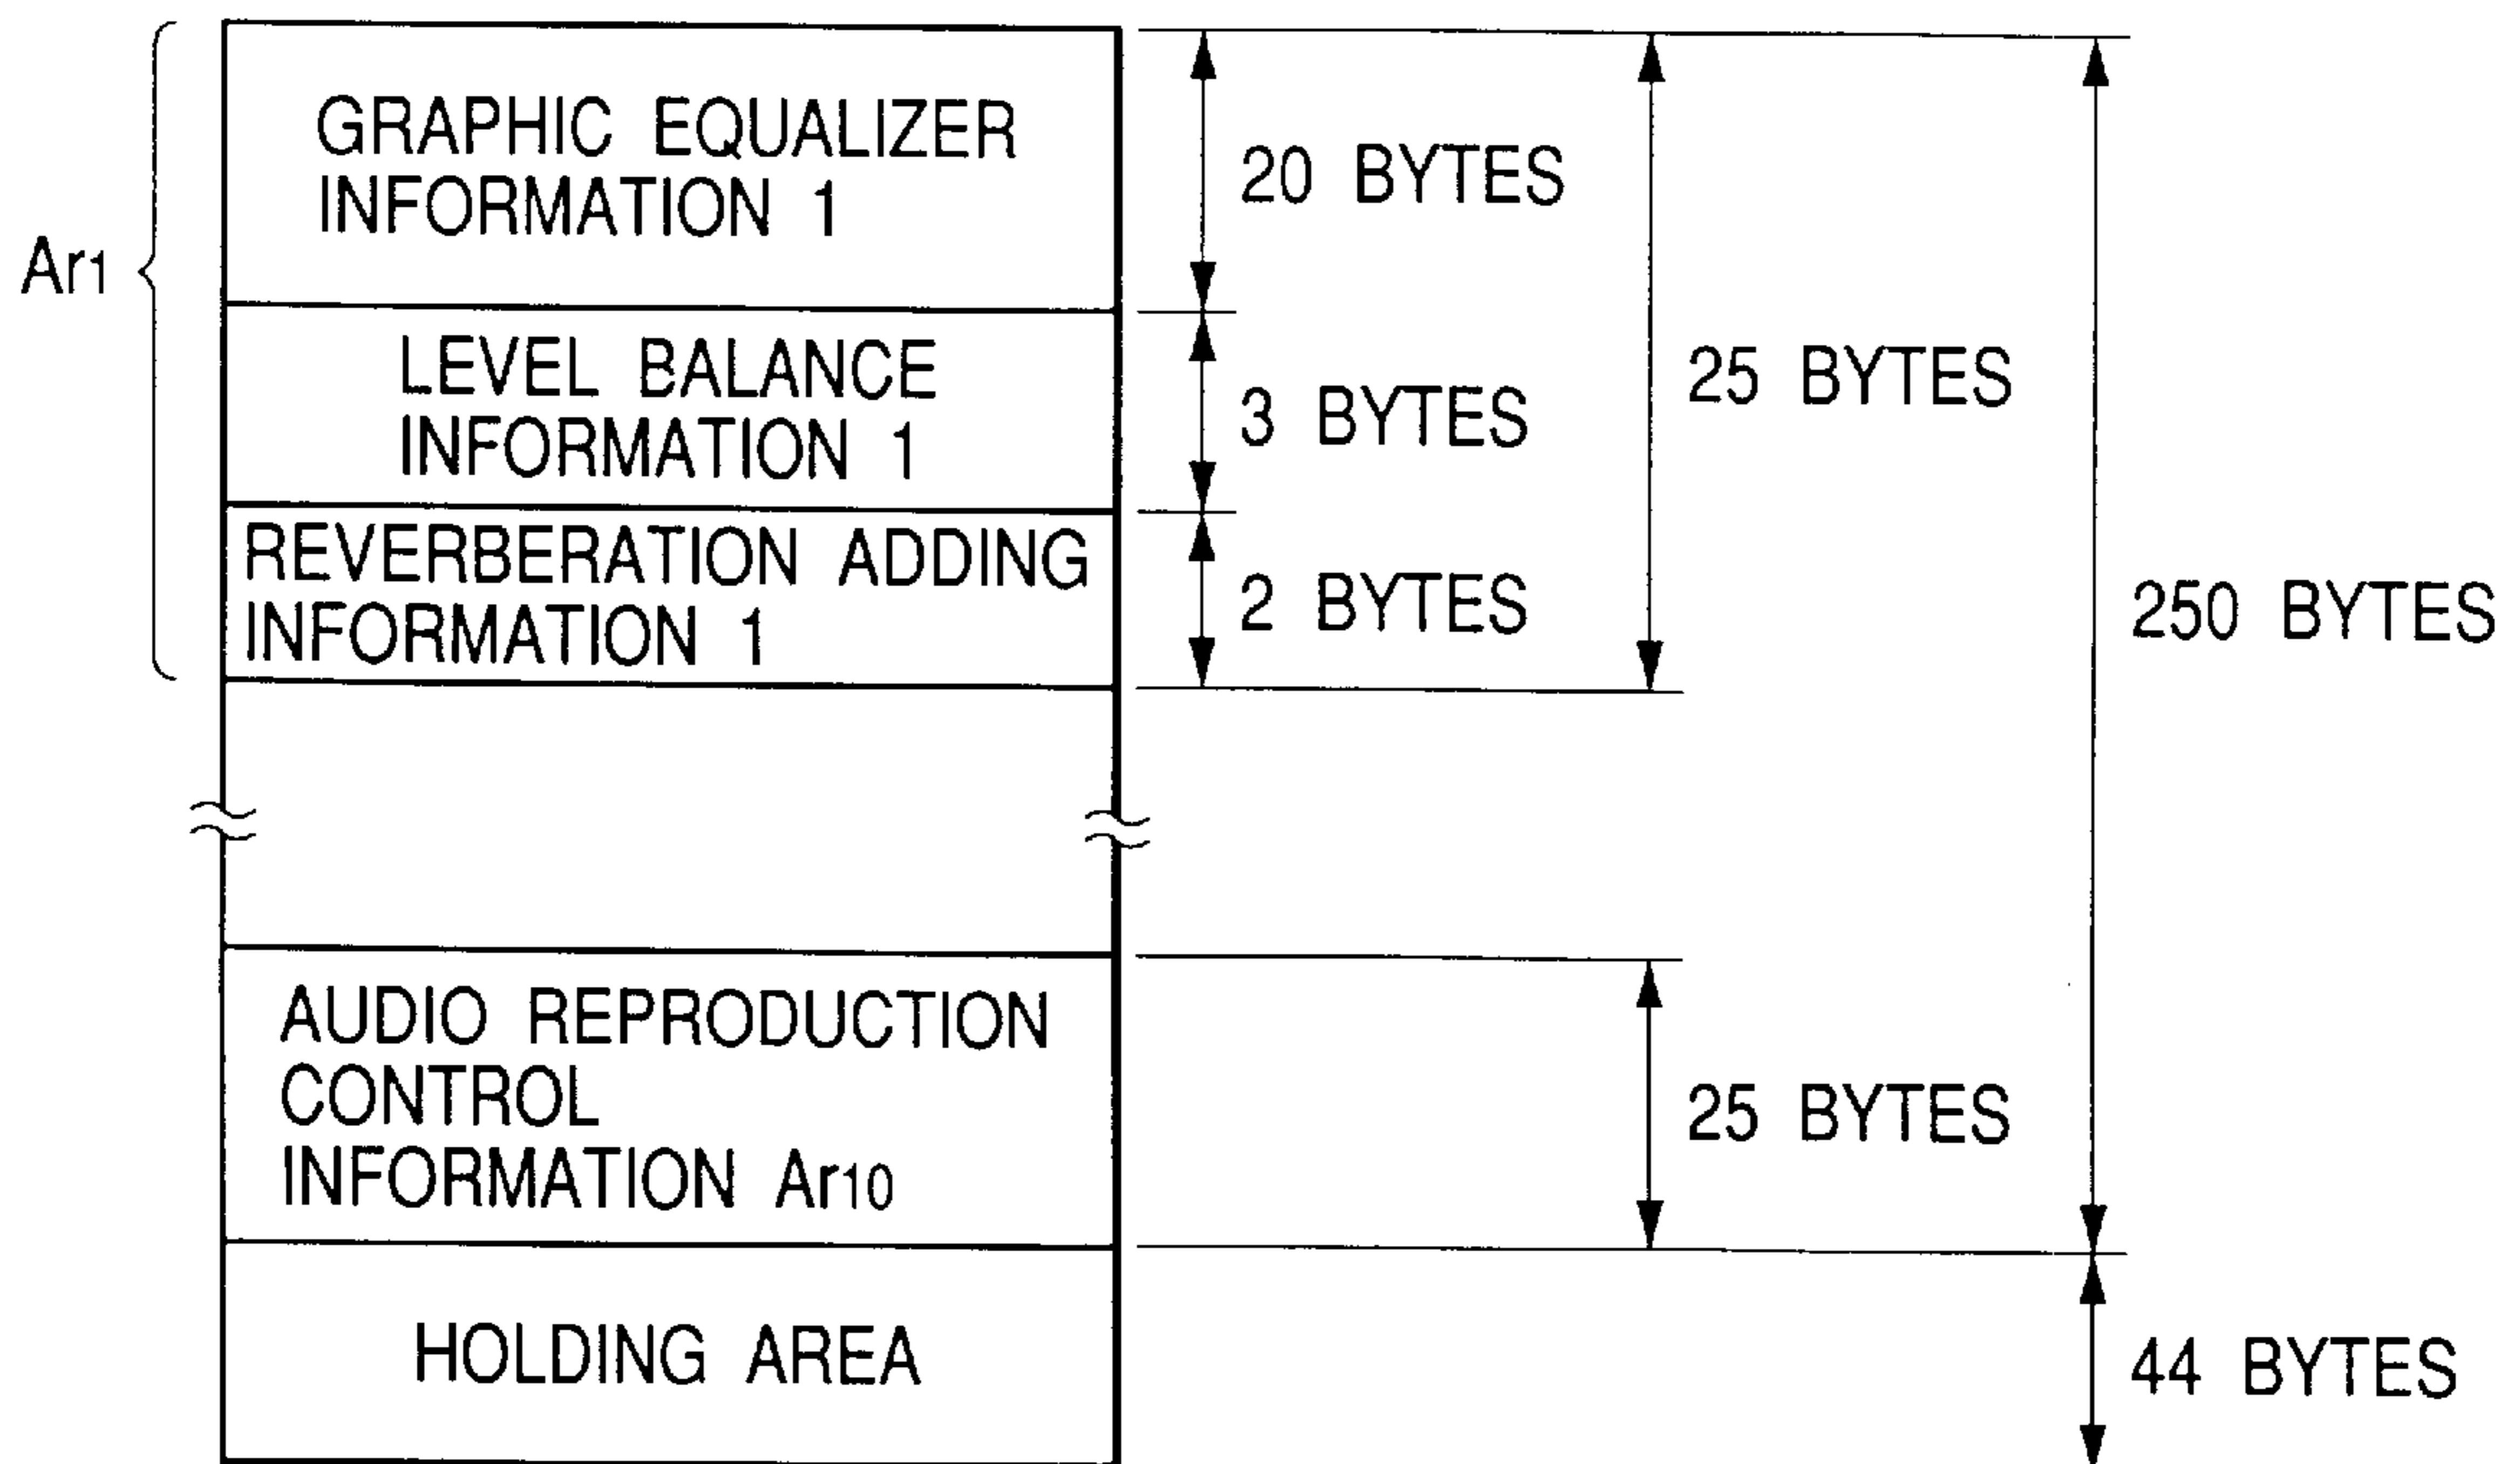 Ar1
GRAPHIC EQUALIZER
INFORMATION 1
20 BYTES
LEVEL BALANCE
INFORMATION 1
3 BYTES
25 BYTES
REVERBERATION ADDING
INFORMATION 1
2 BYTES
250 BYTES
AUDIO REPRODUCTION
CONTROL
INFORMATION Ar10
25 BYTES
HOLDING AREA
44 BYTES